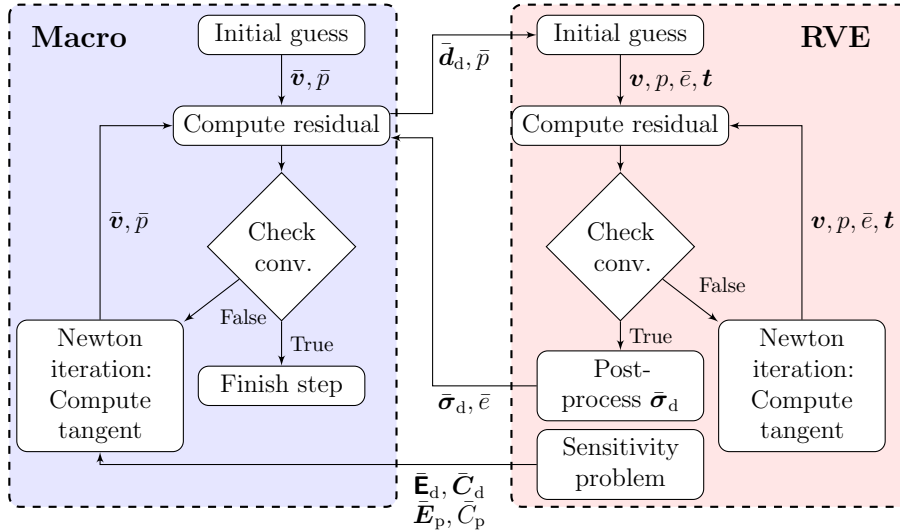 Macro
Initial guess
v̄, p̄
Compute residual
Check
conv.
False
True
Finish step
Newton
iteration:
Compute
tangent
v̄, p̄
d̄_d, p̄
σ̄_d, ē
Ē_d, C̄_d
Ē_p, C̄_p
RVE
Initial guess
v, p, ē, t
Compute residual
Check
conv.
False
True
Post-
process σ̄_d
Sensitivity
problem
Newton
iteration:
Compute
tangent
v, p, ē, t